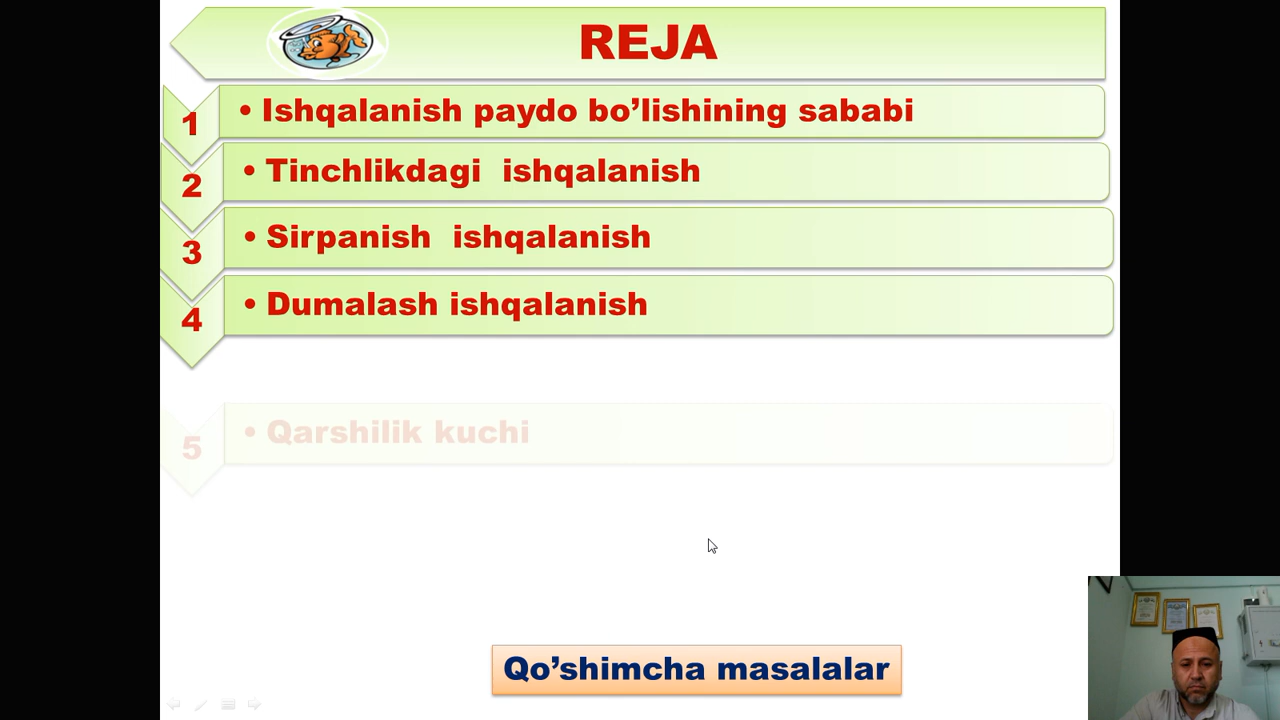 REJA
1 • Ishqalanish paydo bo’lishining sababi
2 • Tinchlikdagi ishqalanish
3 • Sirpanish ishqalanish
4 • Dumalash ishqalanish
5 • Qarshilik kuchi
Qo’shimcha masalalar